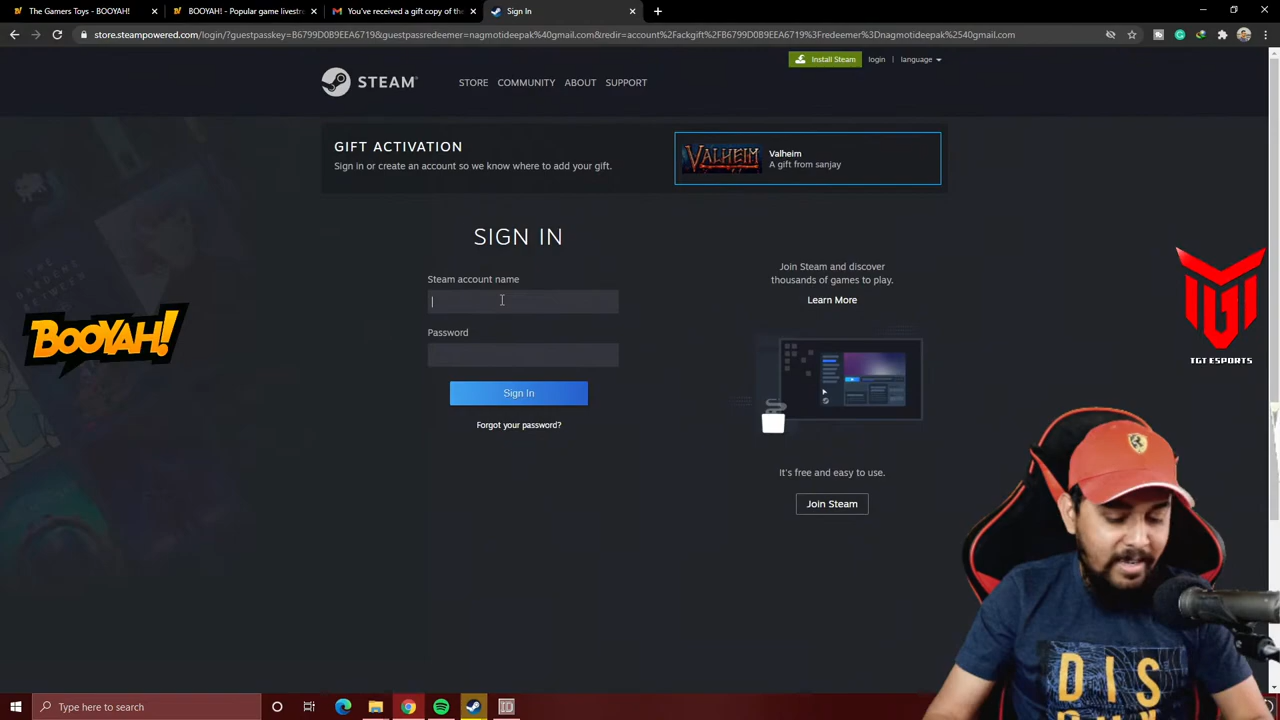 The Gamers Toys - BOOYAH!
BOOYAH! - Popular game livestre
You've received a gift copy of the
Sign In
store.steampowered.com/login/?guestpasskey=B6799D0B9EEA6719&guestpassredeemer=nagmotideepak%40gmail.com&redir=account%2Fackgift%2FB6799D0B9EEA6719%3Fredeemer%3Dnagmotideepak%2540gmail.com
Install Steam
login
language
STEAM®
STORE
COMMUNITY
ABOUT
SUPPORT
GIFT ACTIVATION
Sign in or create an account so we know where to add your gift.
VALHEIM
Valheim
A gift from sanjay
SIGN IN
Steam account name
Password
Sign In
Forgot your password?
Join Steam and discover
thousands of games to play.
Learn More
It's free and easy to use.
Join Steam
BOOYAH!
TGT ESPORTS
DIS
Type here to search